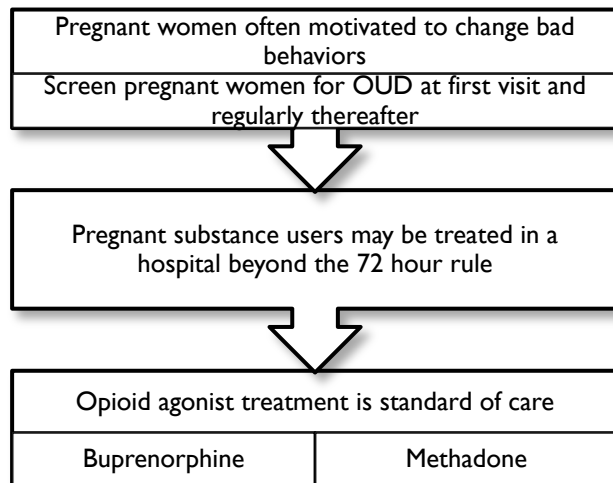 Pregnant women often motivated to change bad
behaviors
Screen pregnant women for OUD at first visit and
regularly thereafter
Pregnant substance users may be treated in a
hospital beyond the 72 hour rule
Opioid agonist treatment is standard of care
Buprenorphine
Methadone